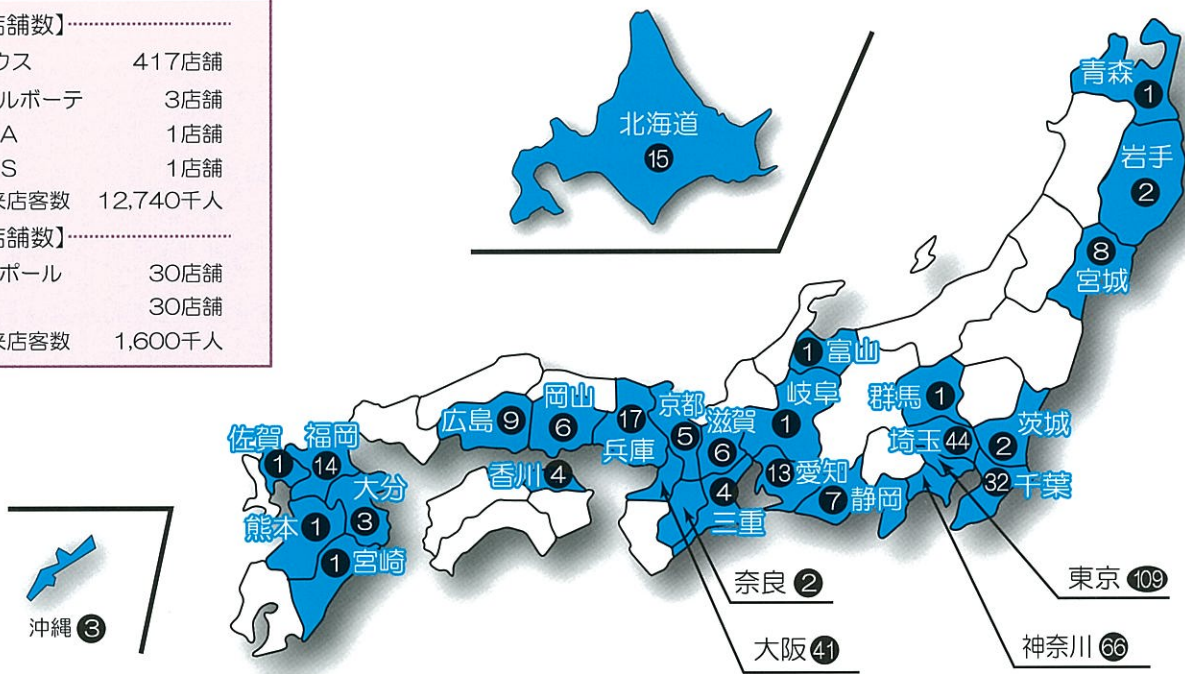 店舗数】
ウス 417店舗
ルボーテ 3店舗
A 1店舗
S 1店舗
来店客数 12,740千人
店舗数】
ポール 30店舗
30店舗
来店客数 1,600千人
北海道
15
青森
1
岩手
2
8
宮城
1 富山
岐阜
1
群馬 1
埼玉 44
茨城
2
32 千葉
広島 9
岡山
6
17
兵庫
京都
5
滋賀
6
13 愛知
7 静岡
4
三重
香川 4
佐賀
1
福岡
14
大分
3
熊本 1
1 宮崎
沖縄 3
奈良 2
大阪 41
東京 109
神奈川 66